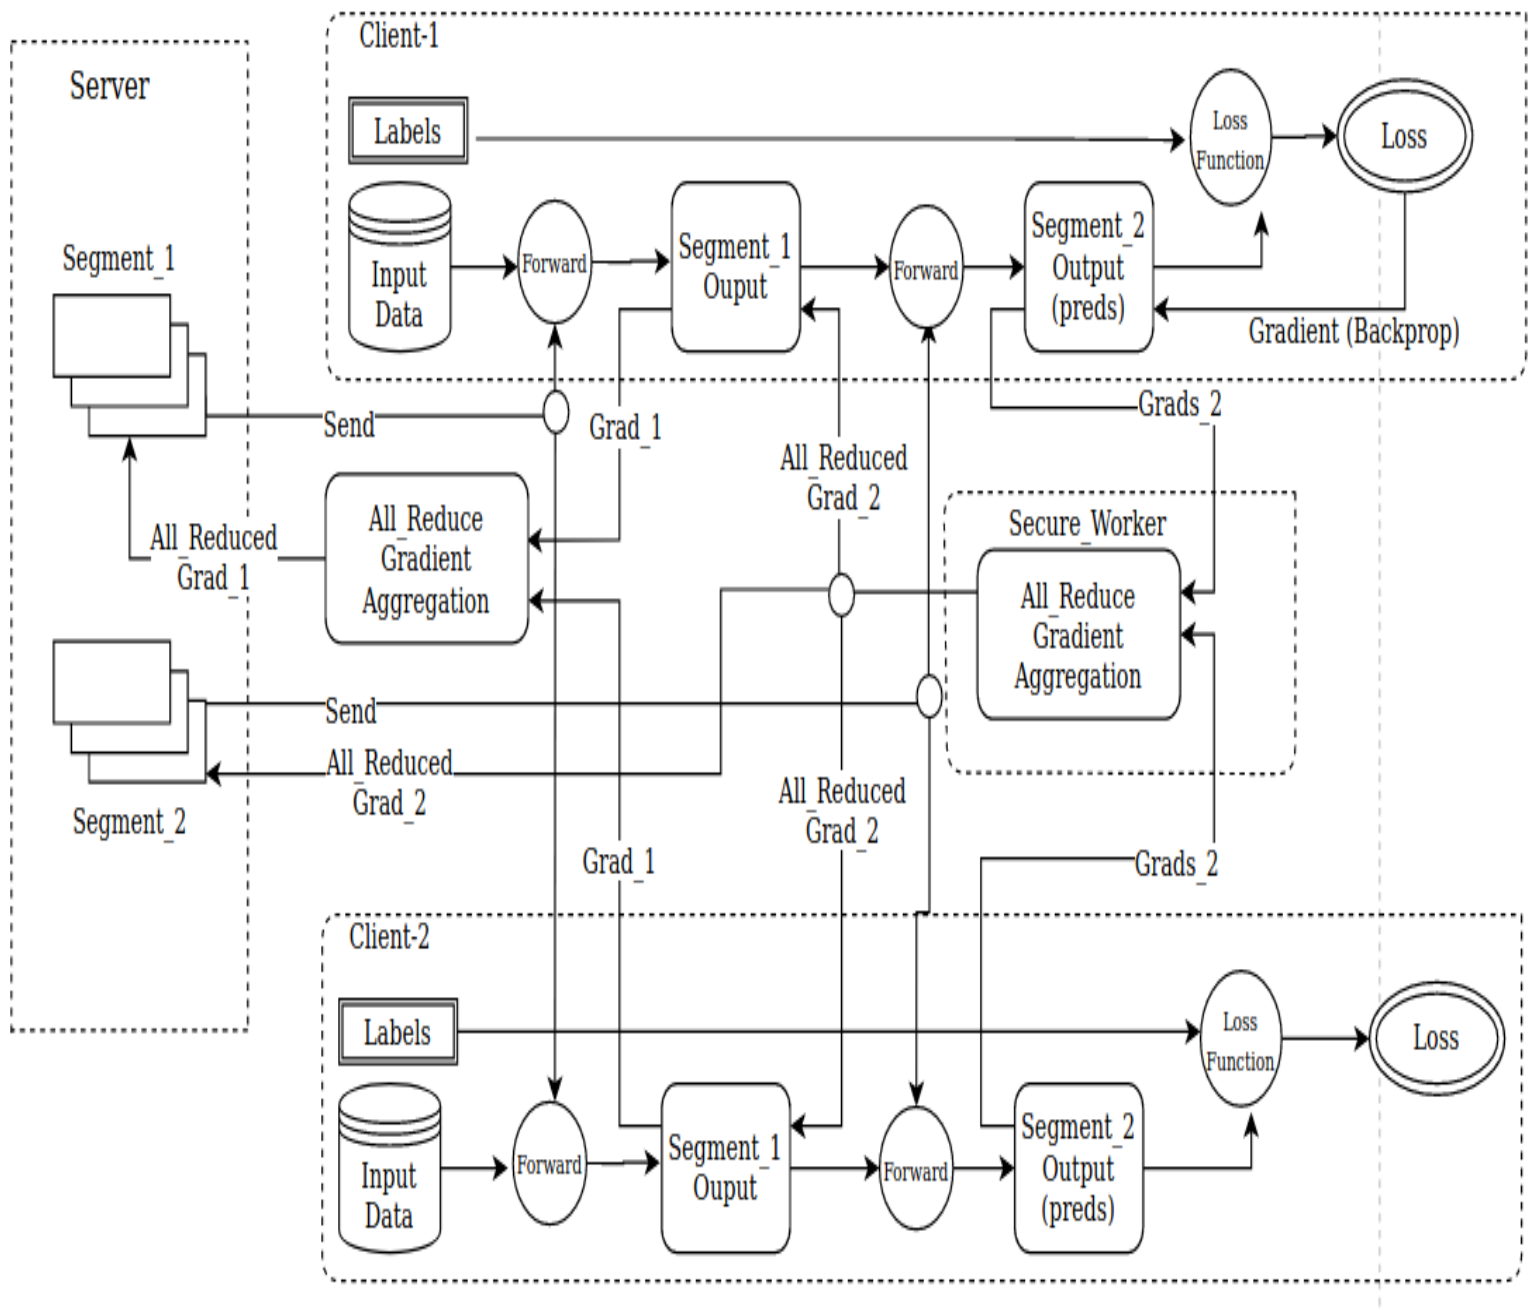 Client-1
Server
Labels
Loss
Function
Loss
Segment_1
Input
Data
Forward
Segment_1
Ouput
Forward
Segment_2
Output
(preds)
Gradient (Backprop)
Send
Grad_1
All_Reduced
Grad_2
Grads_2
All_Reduced
Grad_1
All_Reduce
Gradient
Aggregation
Secure_Worker
All_Reduce
Gradient
Aggregation
Send
All_Reduced
Grad_2
Segment_2
All_Reduced
Grad_2
Grad_1
Grads_2
Client-2
Labels
Loss
Function
Loss
Input
Data
Forward
Segment_1
Ouput
Forward
Segment_2
Output
(preds)